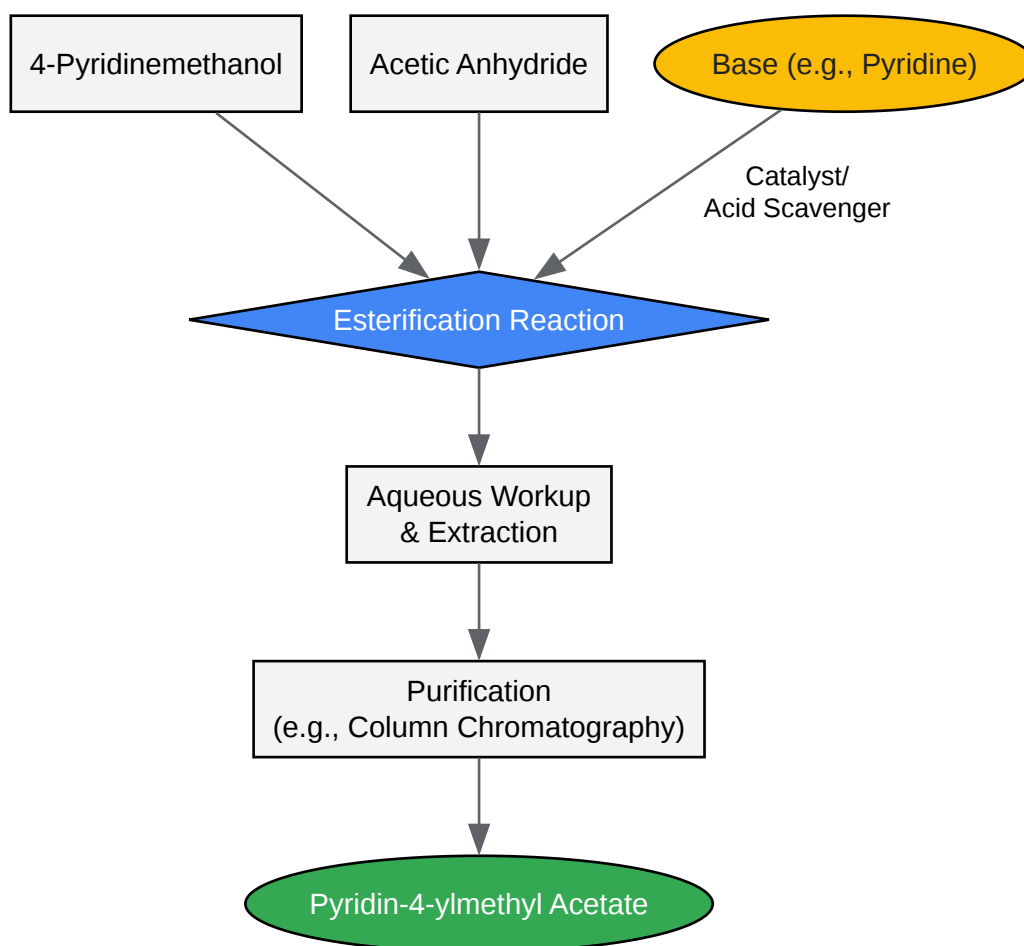 4-Pyridinemethanol
Acetic Anhydride
Base (e.g., Pyridine)
Catalyst/
Acid Scavenger
Esterification Reaction
Aqueous Workup
& Extraction
Purification
(e.g., Column Chromatography)
Pyridin-4-ylmethyl Acetate